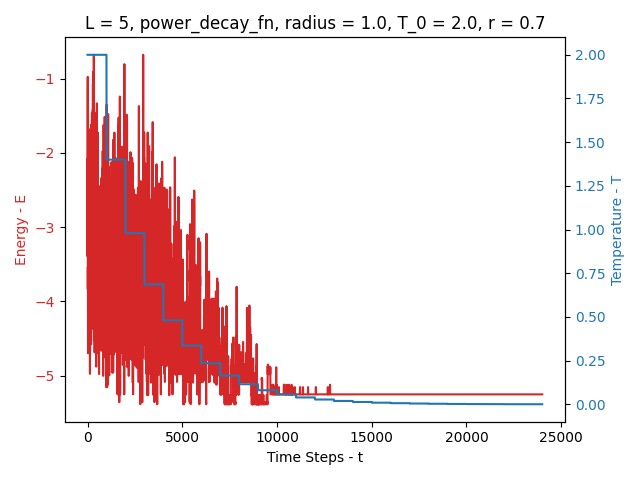 L = 5, power_decay_fn, radius = 1.0, T_0 = 2.0, r = 0.7
−1
−2
−3
−4
−5
Energy - E
2.00
1.75
1.50
1.25
1.00
0.75
0.50
0.25
0.00
Temperature - T
0 5000 10000 15000 20000 25000
Time Steps - t